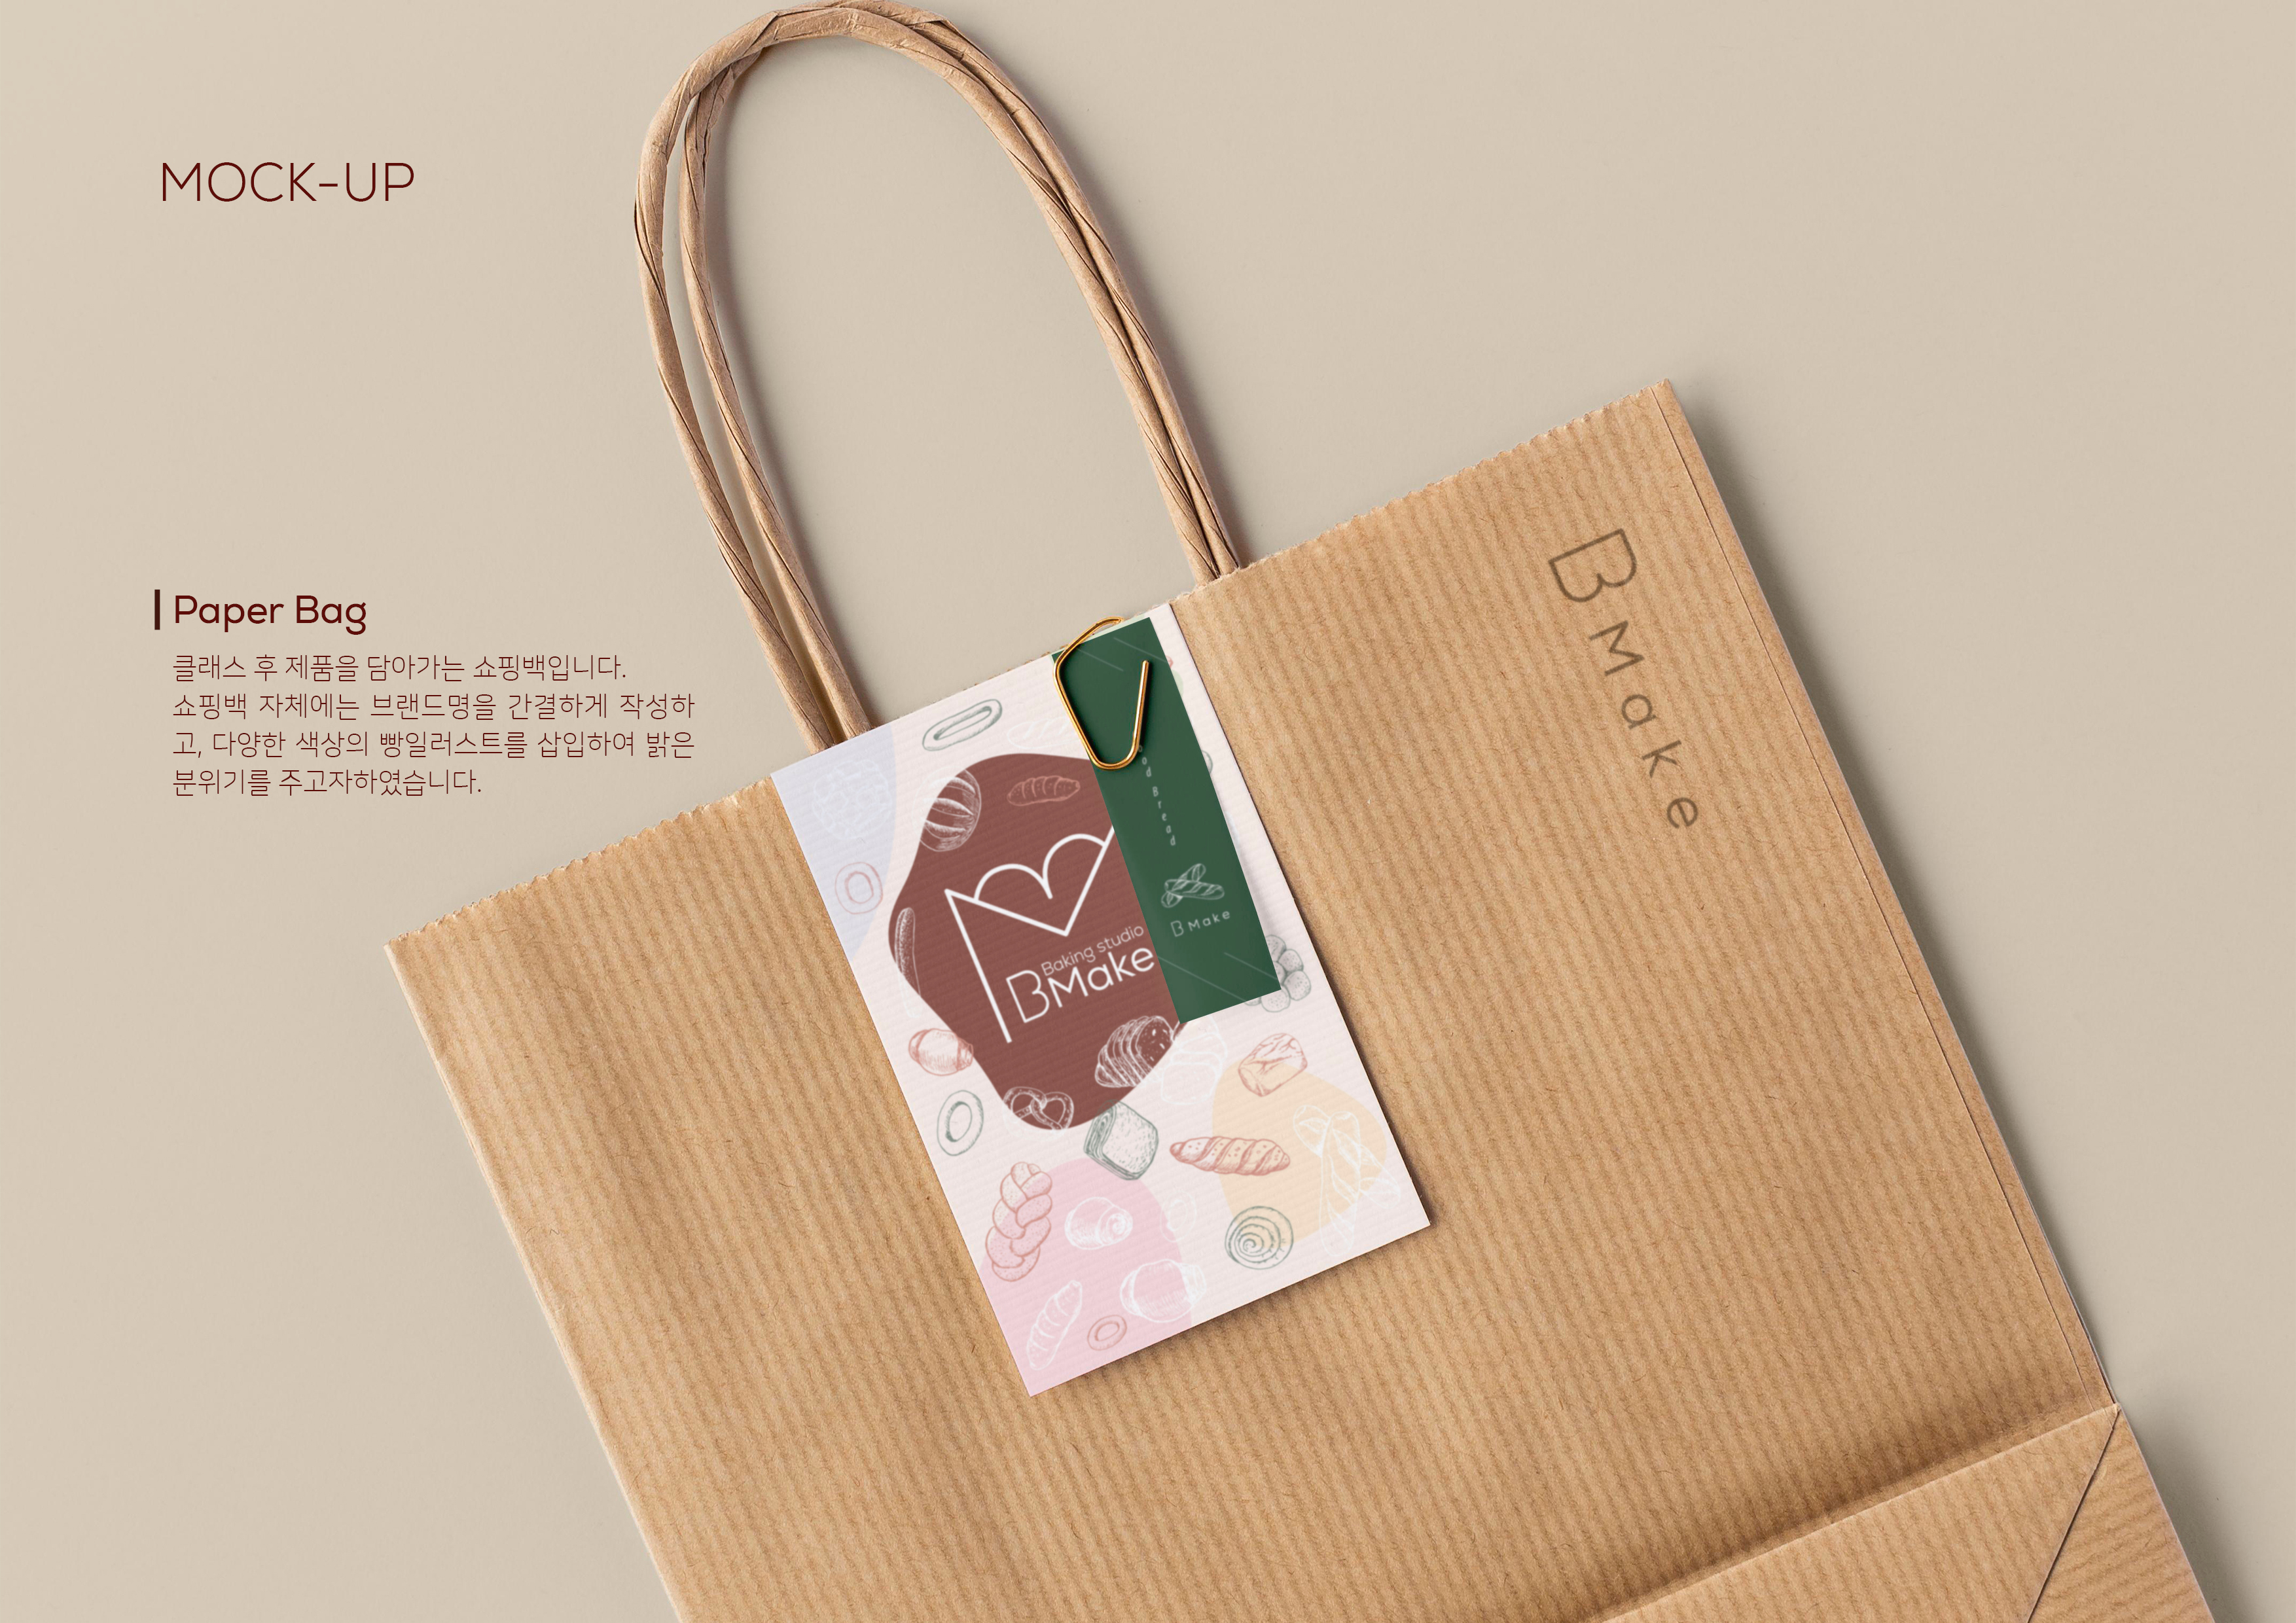 MOCK-UP
Paper Bag
클래스 후 제품을 담아가는 쇼핑백입니다.
쇼핑백 자체에는 브랜드명을 간결하게 작성하
고, 다양한 색상의 빵일러스트를 삽입하여 밝은
분위기를 주고자하였습니다.
BMake
Baking studio
BMake
Bread
BMake